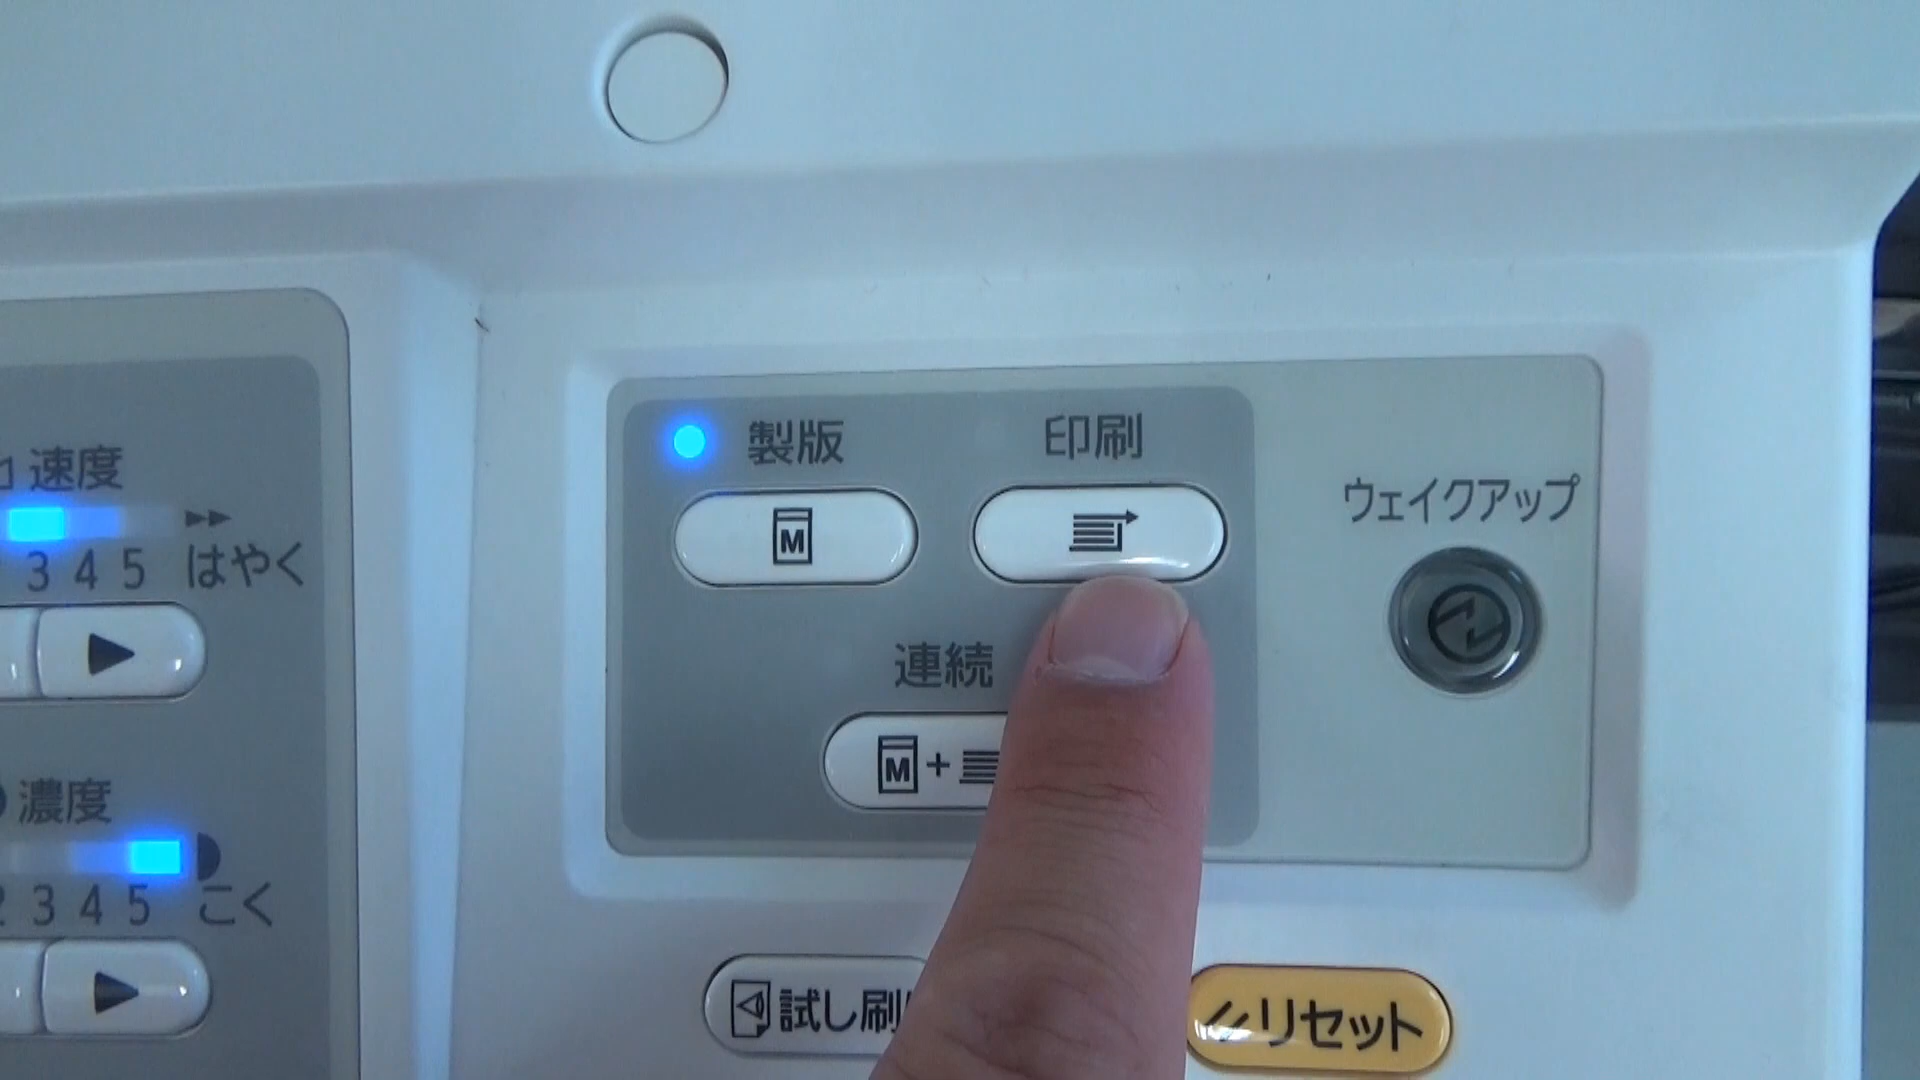 速度
3 4 5 はやく
濃度
2 3 4 5 こく
製版
印刷
M
連続
M+
ウェイクアップ
試し刷
リセット